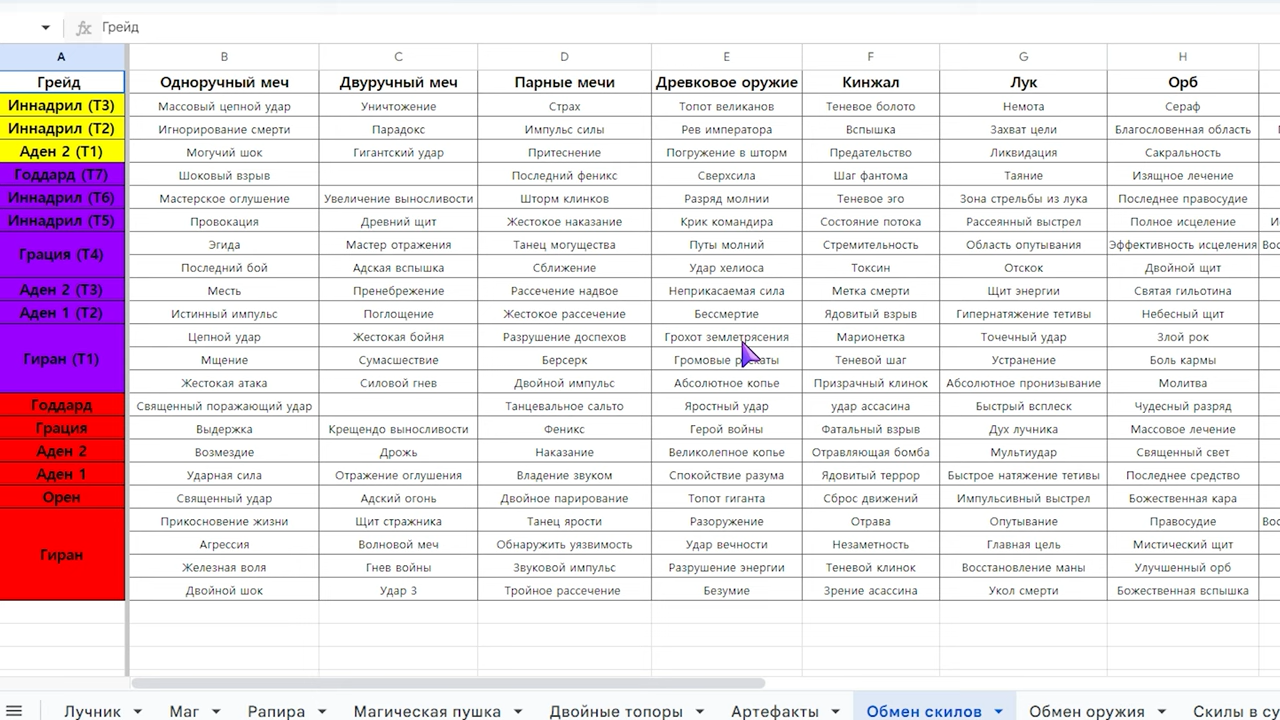 fx Грейд
A B C D E F G H
Грейд Одноручный меч Двуручный меч Парные мечи Древковое оружие Кинжал Лук Орб
Иннадрил (T3) Массовый цепной удар Уничтожение Страх Топот великанов Теневое болото Немота Сераф
Иннадрил (T2) Игнорирование смерти Парадокс Импульс силы Рев императора Вспышка Захват цели Благословенная область
Аден 2 (T1) Могучий шок Гигантский удар Притеснение Погружение в шторм Предательство Ликвидация Сакральность
Годдард (T7) Шоковый взрыв Последний феникс Сверхсила Шаг фантома Таяние Изящное лечение
Иннадрил (T6) Мастерское оглушение Увеличение выносливости Шторм клинков Разряд молнии Теневое эго Зона стрельбы из лука Последнее правосудие
Иннадрил (T5) Провокация Древний щит Жестокое наказание Крик командира Состояние потока Рассеянный выстрел Полное исцеление
Грация (T4) Эгида Мастер отражения Танец могущества Путы молний Стремительность Область опутывания Эффективность исцеления
Последний бой Адская вспышка Сближение Удар хелиоса Токсин Отскок Двойной щит
Аден 2 (T3) Месть Пренебрежение Рассечение надвое Неприкасаемая сила Метка смерти Щит энергии Святая гильотина
Аден 1 (T2) Истинный импульс Поглощение Жестокое рассечение Бессмертие Ядовитый взрыв Гипернатяжение тетивы Небесный щит
Гиран (T1) Цепной удар Жестокая бойня Разрушение доспехов Грохот землетрясения Марионетка Точечный удар Злой рок
Мщение Сумасшествие Берсерк Громовые Теневой шаг Устранение Боль кармы
Жестокая атака Силовой гнев Двойной импульс Абсолютное копье Призрачный клинок Абсолютное пронизывание Молитва
Годдард Священный поражающий удар Танцевальное сальто Яростный удар удар ассасина Быстрый всплеск Чудесный разряд
Грация Выдержка Крещендо выносливости Феникс Герой войны Фатальный взрыв Дух лучника Массовое лечение
Аден 2 Возмездие Дрожь Наказание Великолепное копье Отравляющая бомба Мультиудар Священный свет
Аден 1 Ударная сила Отражение оглушения Владение звуком Спокойствие разума Ядовитый террор Быстрое натяжение тетивы Последнее средство
Орен Священный удар Адский огонь Двойное парирование Топот гиганта Сброс движений Импульсивный выстрел Божественная кара
Гиран Прикосновение жизни Щит стражника Танец ярости Разоружение Отрава Опутывание Правосудие
Агрессия Волновой меч Обнаружить уязвимость Удар вечности Незаметность Главная цель Мистический щит
Железная воля Гнев войны Звуковой импульс Разрушение энергии Теневой клинок Восстановление маны Улучшенный орб
Двойной шок Удар 3 Тройное рассечение Безумие Зрение асассина Укол смерти Божественная вспышка
Лучник Маг Рапира Магическая пушка Двойные топоры Артефакты Обмен скилов Обмен оружия Скилы в су